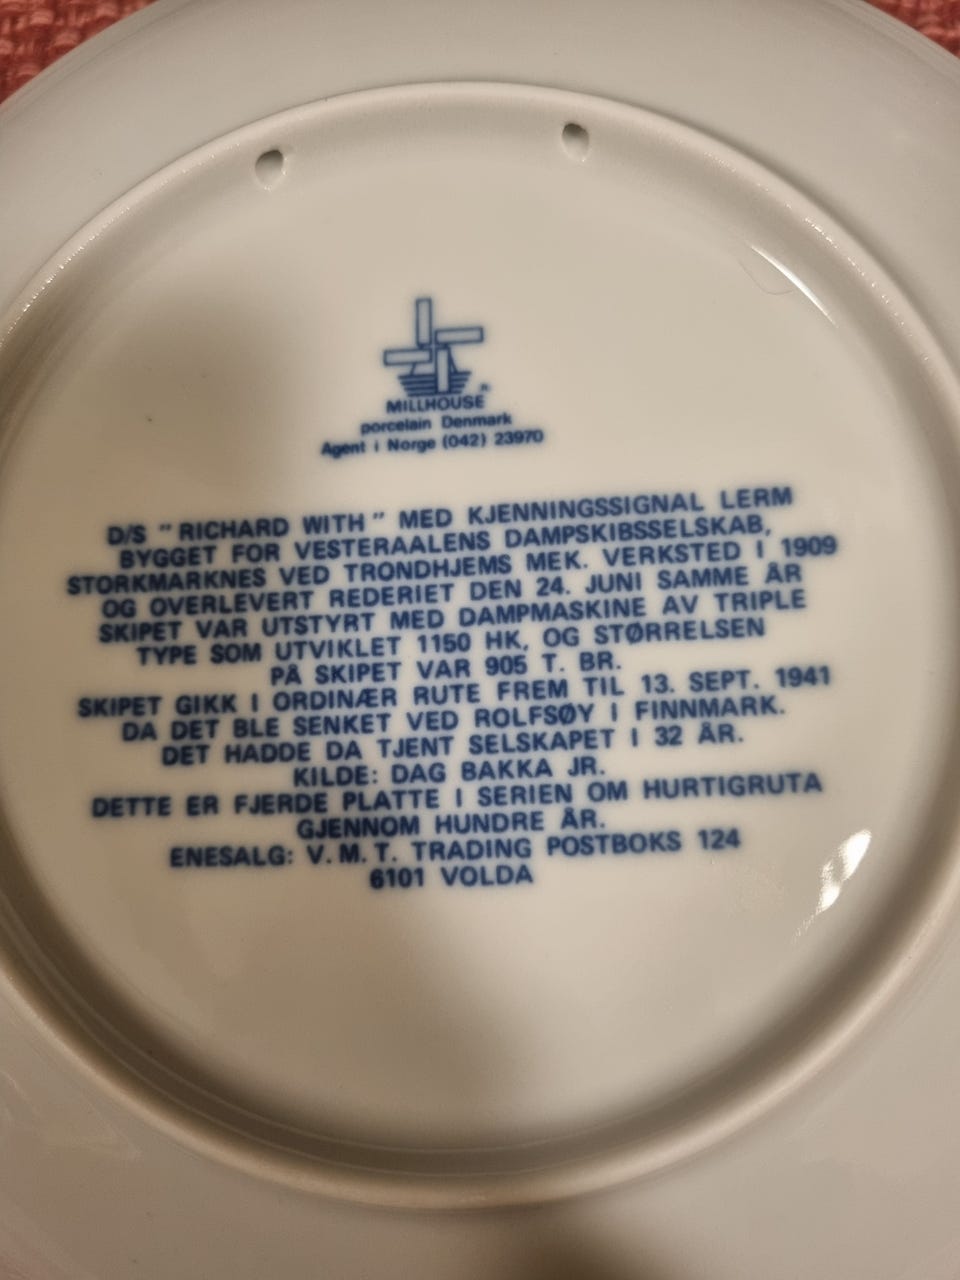 MILLHOUSE
porcelain Denmark
Agent i Norge (042) 23970
D/S "RICHARD WITH" MED KJENNINGSSIGNAL LERM
BYGGET FOR VESTERAALENS DAMPSKIBSSELSKAB,
STORKMARKNES VED TRONDHJEMS MEK. VERKSTED I 1909
OG OVERLEVERT REDERIET DEN 24. JUNI SAMME ÅR
SKIPET VAR UTSTYRT MED DAMPMASKINE AV TRIPLE
TYPE SOM UTVIKLET 1150 HK, OG STØRRELSEN
PÅ SKIPET VAR 905 T. BR.
SKIPET GIKK I ORDINÆR RUTE FREM TIL 13. SEPT. 1941
DA DET BLE SENKET VED ROLFSØY I FINNMARK.
DET HADDE DA TJENT SELSKAPET I 32 ÅR.
KILDE: DAG BAKKA JR.
DETTE ER FJERDE PLATTE I SERIEN OM HURTIGRUTA
GJENNOM HUNDRE ÅR.
ENESALG: V.M.T. TRADING POSTBOKS 124
6101 VOLDA